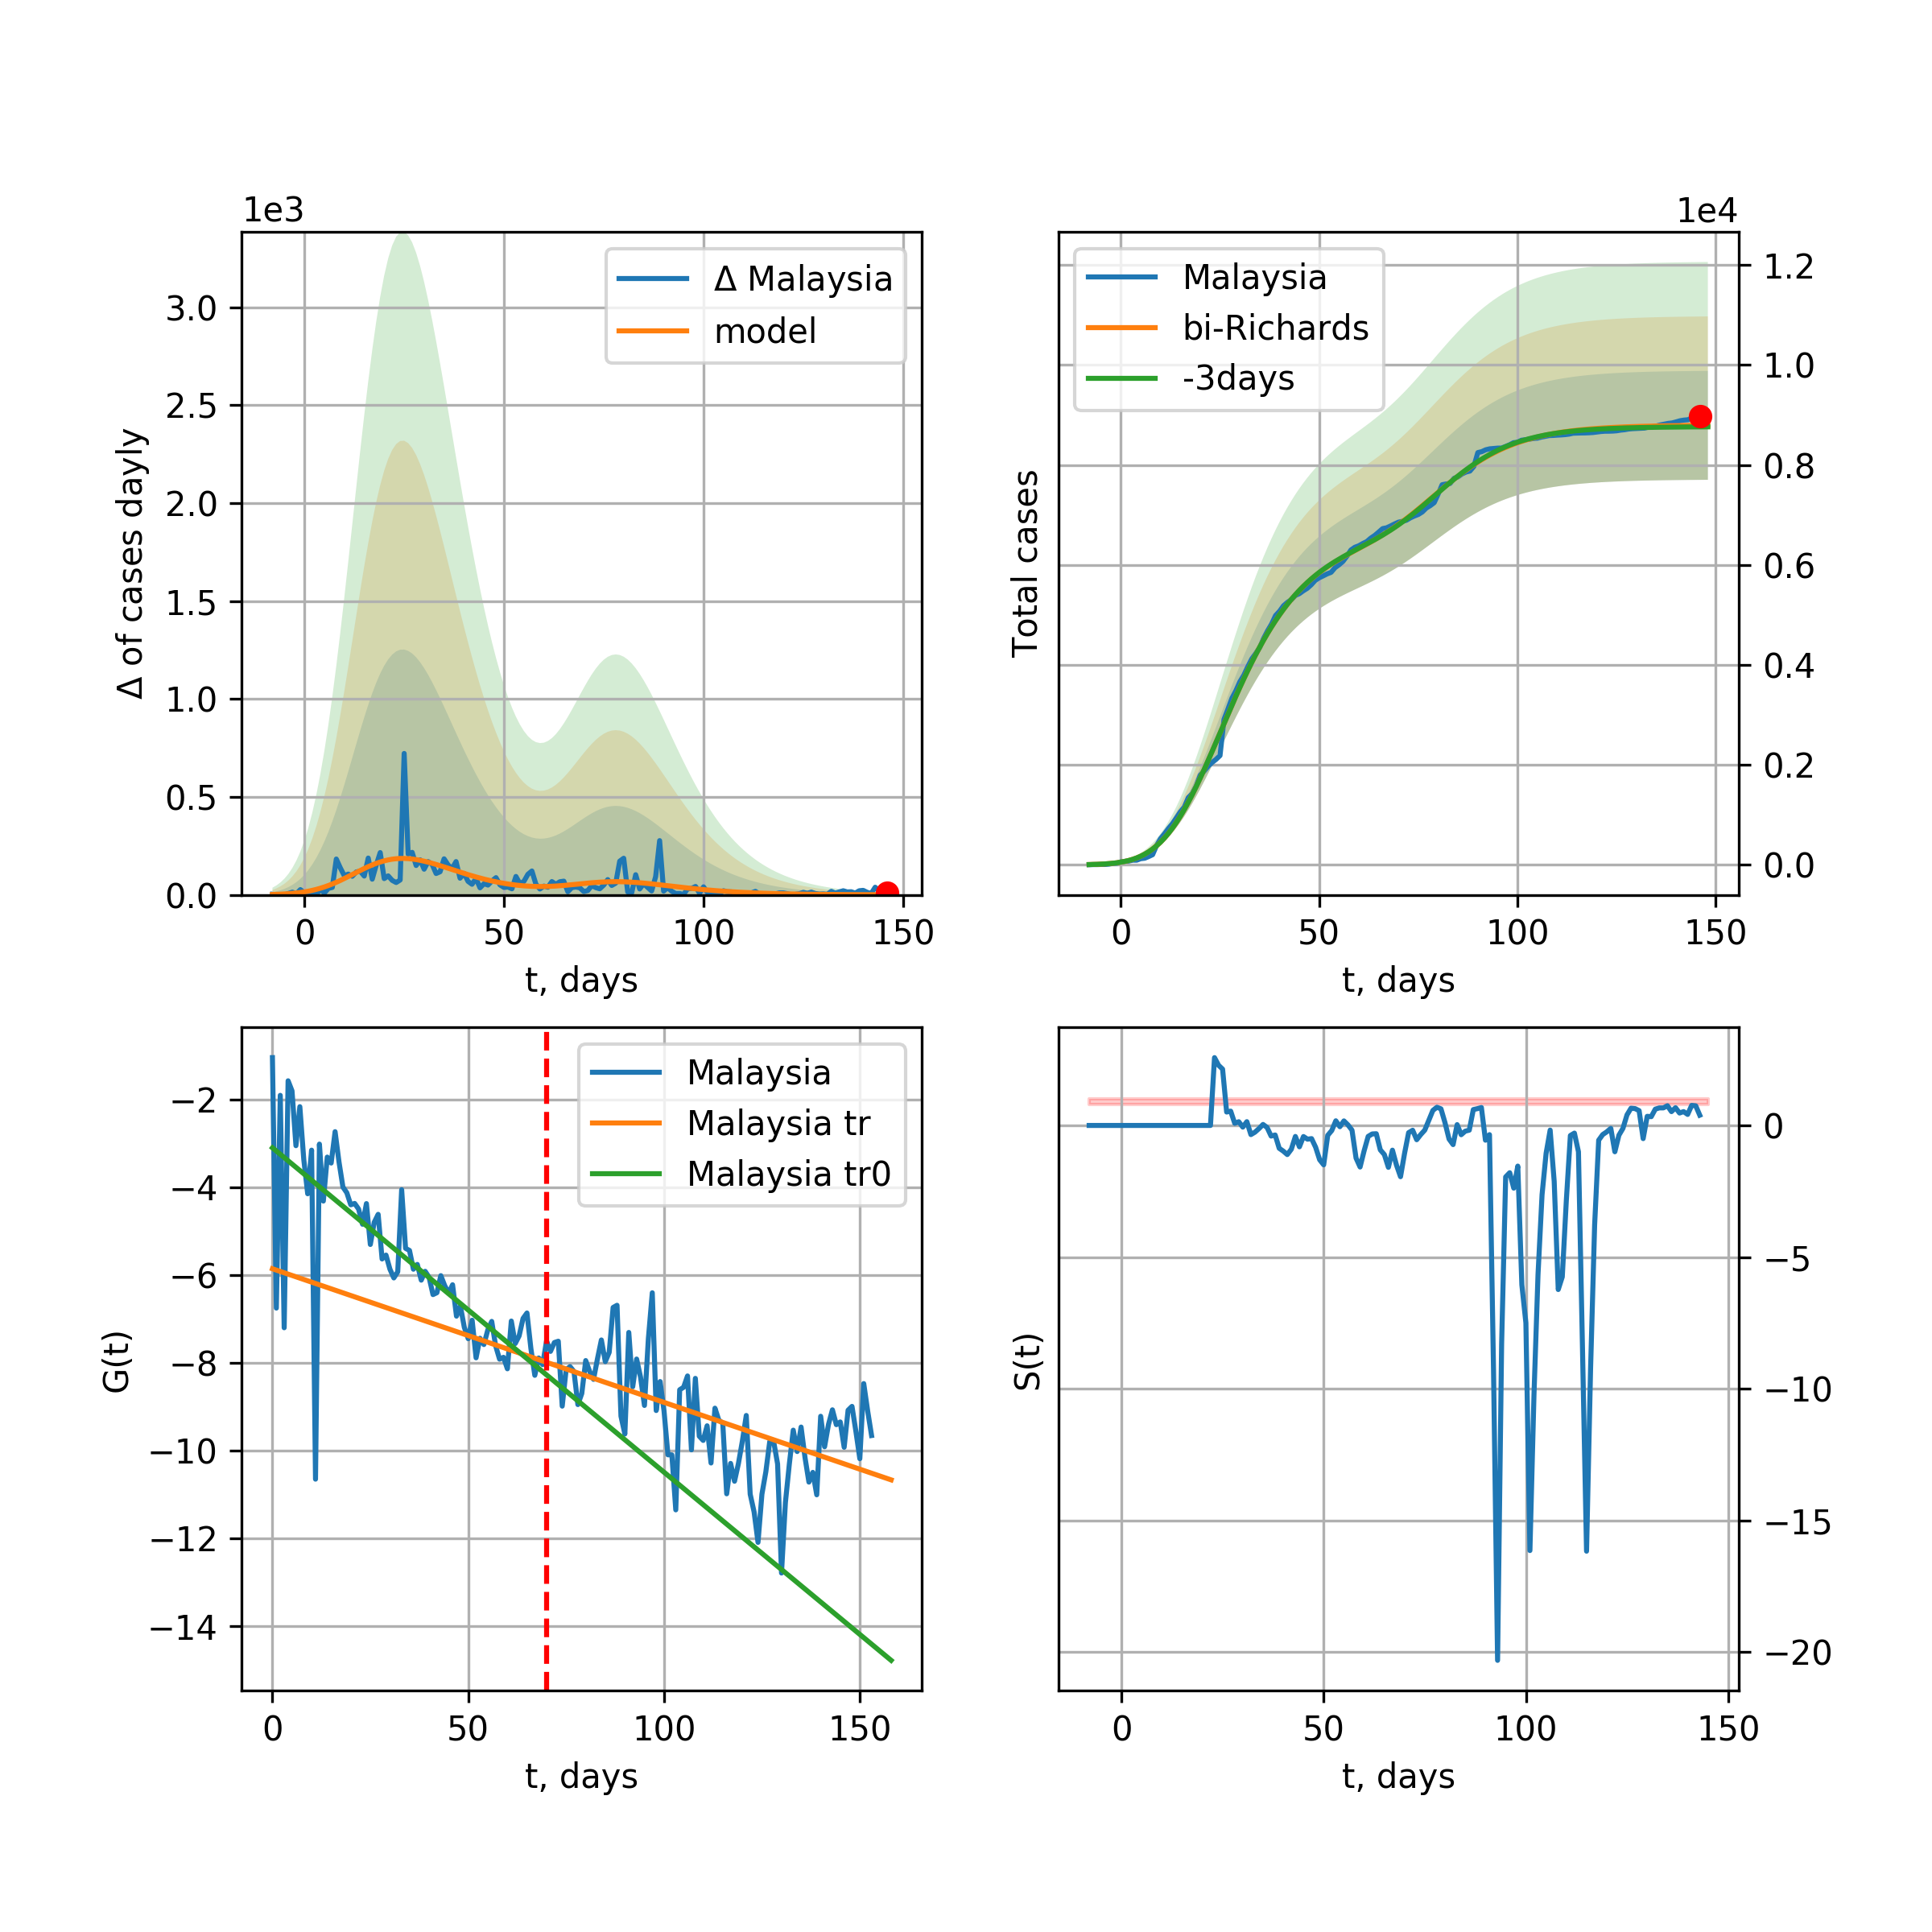 1e3
Δ Malaysia
model
3.0
2.5
2.0
1.5
1.0
0.5
0.0
Δ of cases dayly
0 50 100 150
t, days
1e4
Malaysia
bi-Richards
-3days
1.2
1.0
0.8
0.6
0.4
0.2
0.0
Total cases
0 50 100 150
t, days
Malaysia
Malaysia tr
Malaysia tr0
−2
−4
−6
−8
−10
−12
−14
G(t)
0 50 100 150
t, days
0
−5
−10
−15
−20
S(t)
0 50 100 150
t, days